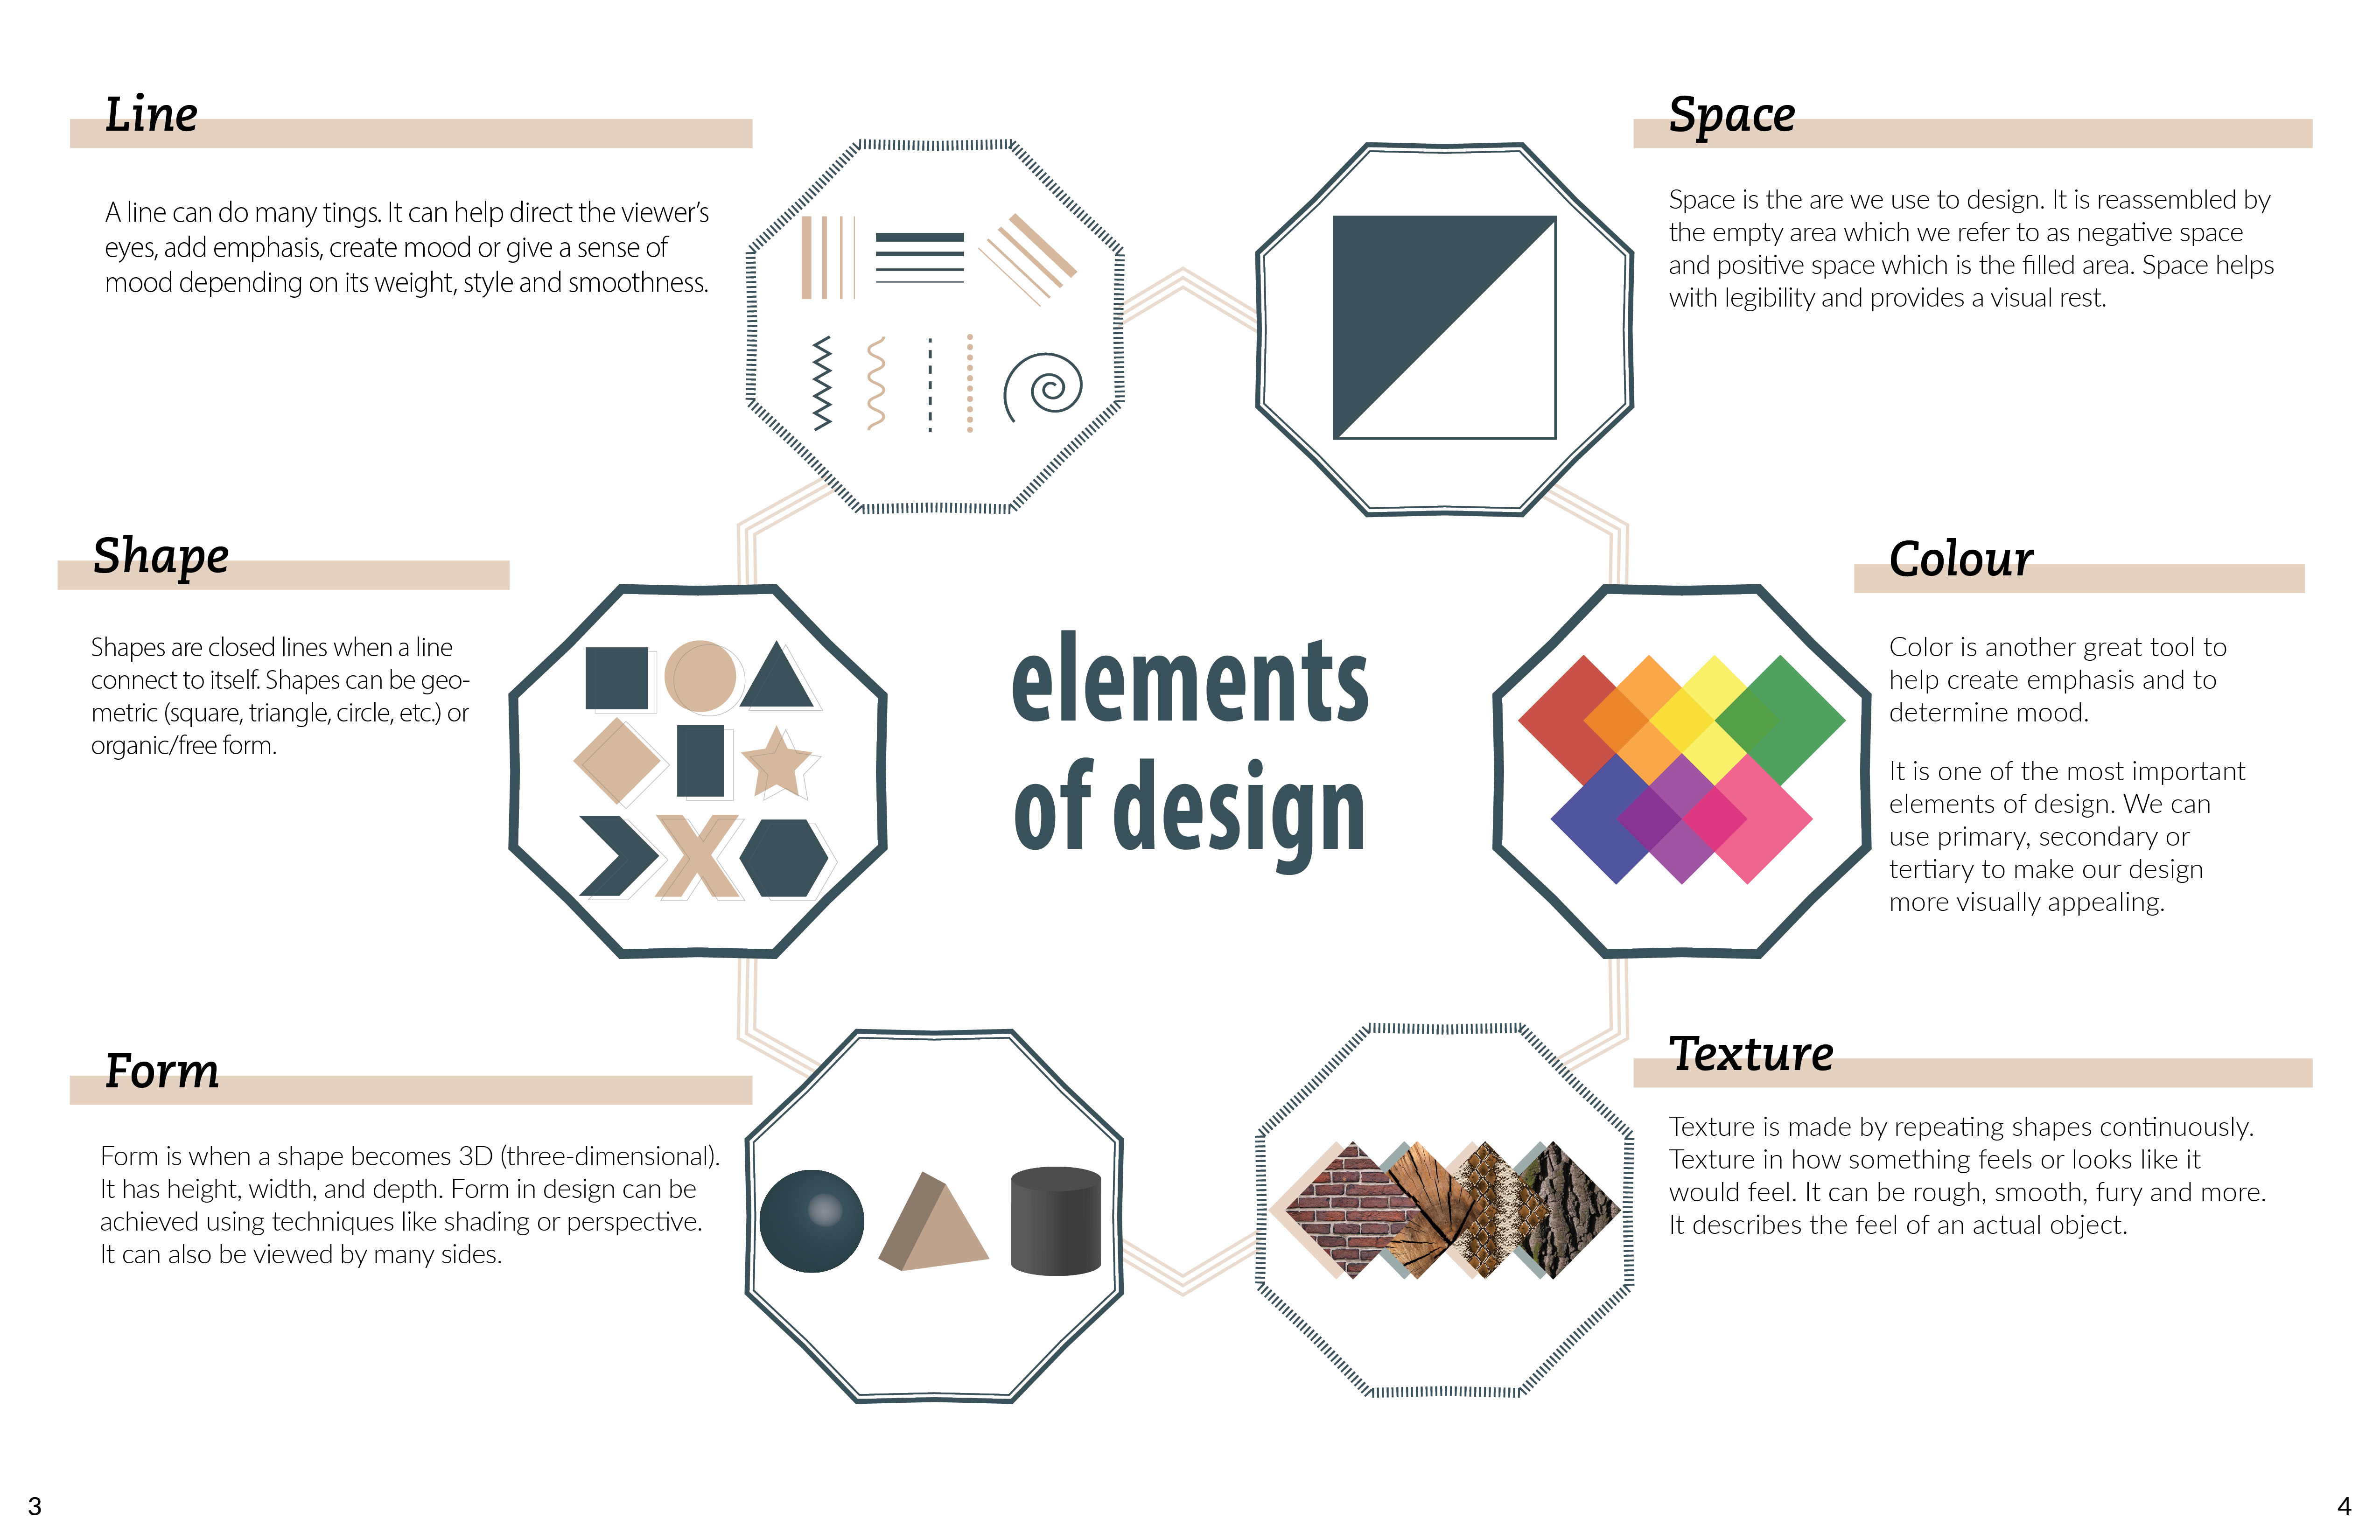 Line
A line can do many tings. It can help direct the viewer's
eyes, add emphasis, create mood or give a sense of
mood depending on its weight, style and smoothness.
Shape
Shapes are closed lines when a line
connect to itself. Shapes can be geo-
metric (square, triangle, circle, etc.) or
organic/free form.
Form
Form is when a shape becomes 3D (three-dimensional).
It has height, width, and depth. Form in design can be
achieved using techniques like shading or perspective.
It can also be viewed by many sides.
elements
of design
Space
Space is the are we use to design. It is reassembled by
the empty area which we refer to as negative space
and positive space which is the filled area. Space helps
with legibility and provides a visual rest.
Colour
Color is another great tool to
help create emphasis and to
determine mood.
It is one of the most important
elements of design. We can
use primary, secondary or
tertiary to make our design
more visually appealing.
Texture
Texture is made by repeating shapes continuously.
Texture in how something feels or looks like it
would feel. It can be rough, smooth, fury and more.
It describes the feel of an actual object.
3
4